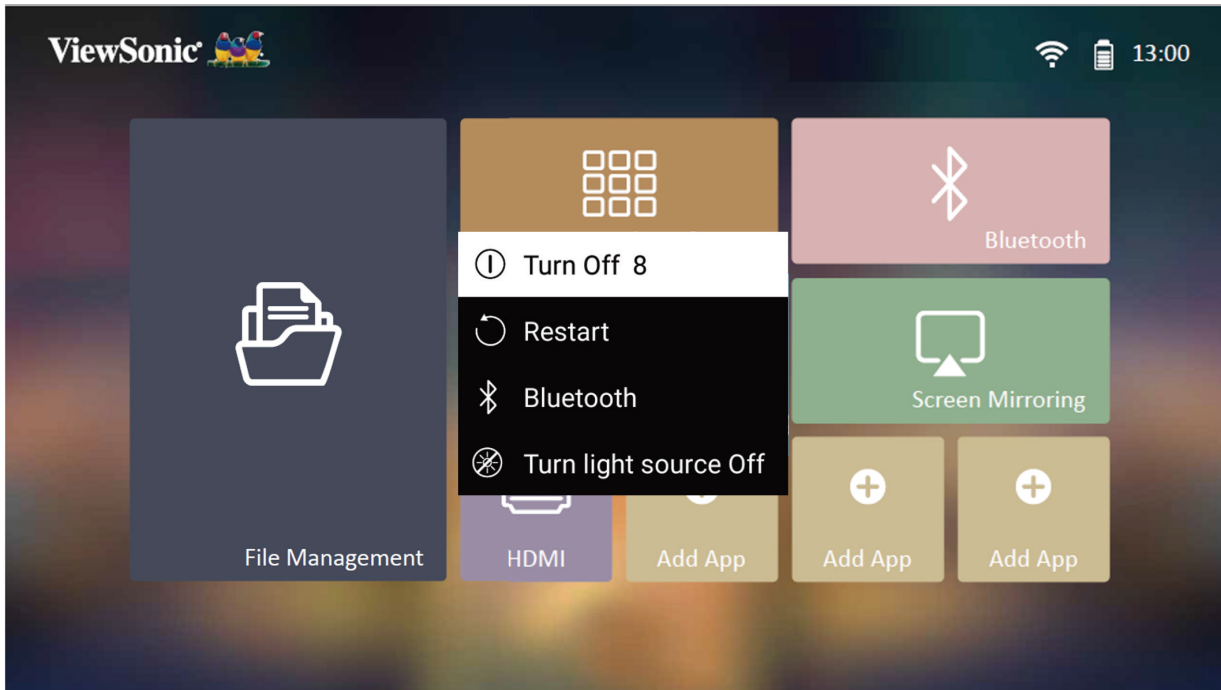 ViewSonic®
13:00
Bluetooth
Turn Off 8
Restart
Bluetooth
Turn light source Off
Screen Mirroring
File Management
HDMI
Add App
Add App
Add App